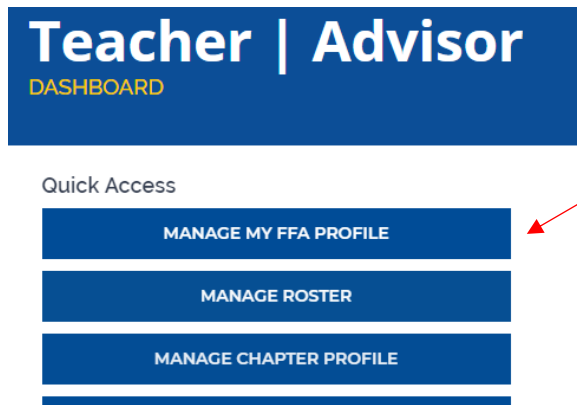 Teacher | Advisor
DASHBOARD
Quick Access
MANAGE MY FFA PROFILE
MANAGE ROSTER
MANAGE CHAPTER PROFILE